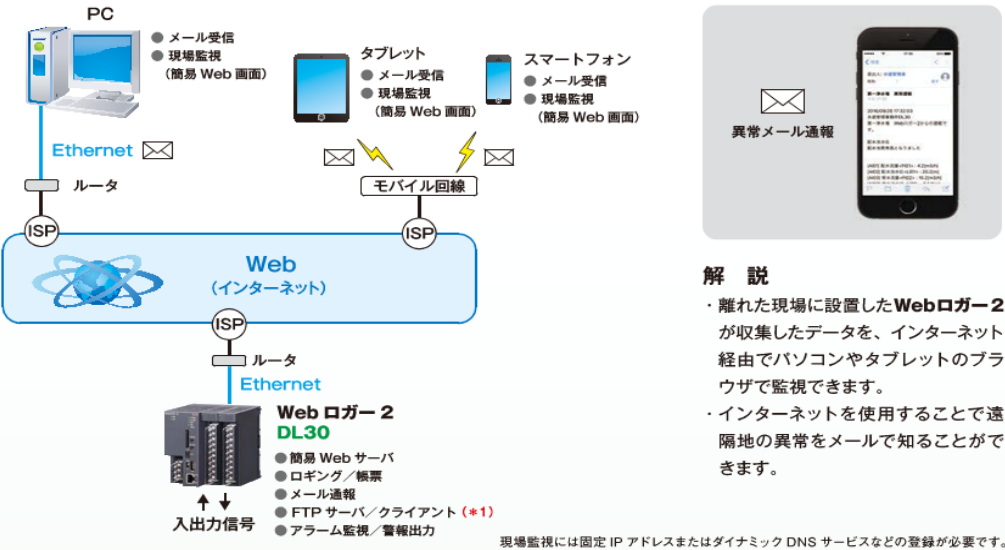 PC
● メール受信
● 現場監視
(簡易 Web 画面)
タブレット
● メール受信
● 現場監視
(簡易 Web 画面)
スマートフォン
● メール受信
● 現場監視
(簡易 Web 画面)
Ethernet
ルータ
モバイル回線
ISP
ISP
Web
(インターネット)
ISP
ルータ
Ethernet
Web ロガー 2
DL30
● 簡易 Web サーバ
● ロギング／帳票
● メール通報
● FTP サーバ／クライアント (*1)
● アラーム監視／警報出力
入出力信号
異常メール通報
解 説
・離れた現場に設置したWebロガー2
が収集したデータを、インターネット
経由でパソコンやタブレットのブラ
ウザで監視できます。
・インターネットを使用することで遠
隔地の異常をメールで知ることがで
きます。
現場監視には固定 IP アドレスまたはダイナミック DNS サービスなどの登録が必要です。